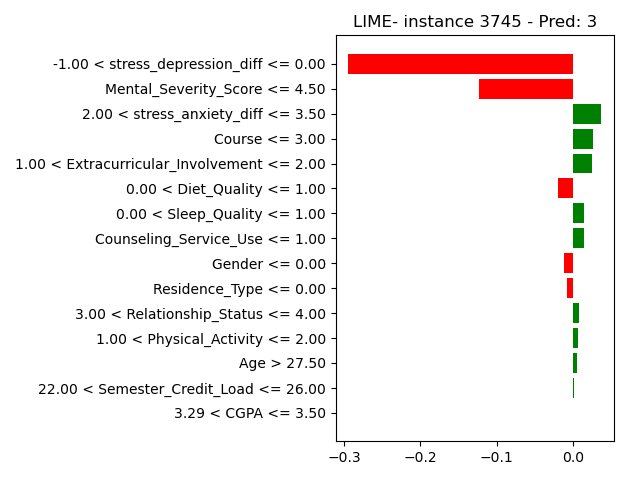 LIME- instance 3745 - Pred: 3
-1.00 < stress_depression_diff <= 0.00
Mental_Severity_Score <= 4.50
2.00 < stress_anxiety_diff <= 3.50
Course <= 3.00
1.00 < Extracurricular_Involvement <= 2.00
0.00 < Diet_Quality <= 1.00
0.00 < Sleep_Quality <= 1.00
Counseling_Service_Use <= 1.00
Gender <= 0.00
Residence_Type <= 0.00
3.00 < Relationship_Status <= 4.00
1.00 < Physical_Activity <= 2.00
Age > 27.50
22.00 < Semester_Credit_Load <= 26.00
3.29 < CGPA <= 3.50
−0.3 −0.2 −0.1 0.0